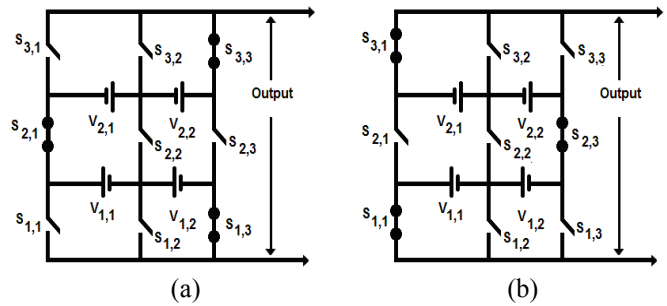 S3,1
S3,2
S3,3
Output
V2,1
V2,2
S2,1
S2,2
S2,3
V1,1
V1,2
S1,1
S1,2
S1,3
(a)
S3,1
S3,2
S3,3
Output
V2,1
V2,2
S2,1
S2,2
S2,3
V1,1
V1,2
S1,1
S1,2
S1,3
(b)